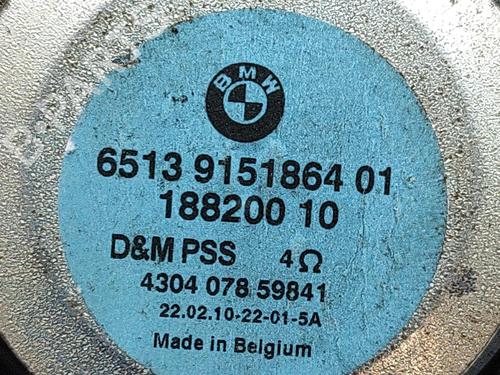 BMW
6513 9151864 01
188200 10
D&M PSS 4Ω
4304 078 59841
22.02.10-22-01-5A
Made in Belgium